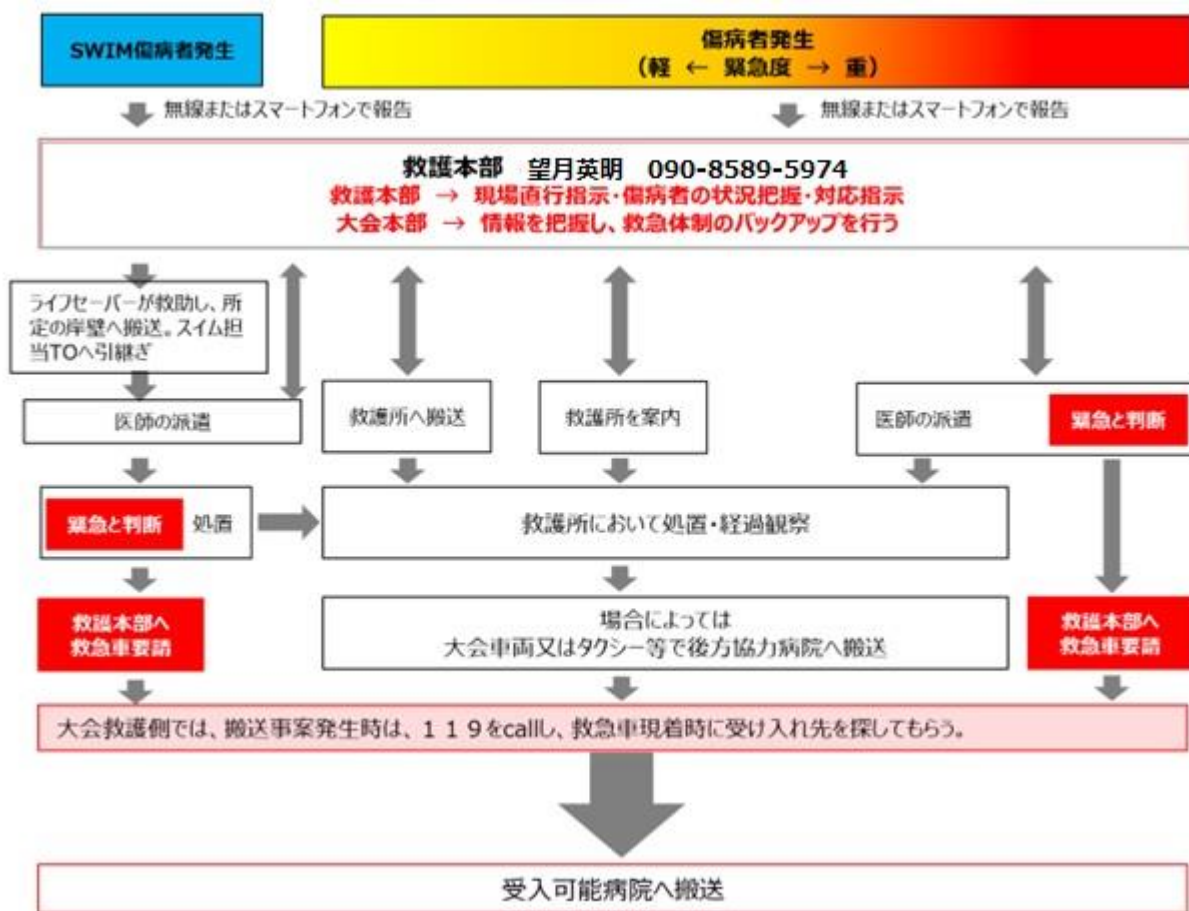 SWIM傷病者発生
傷病者発生
(軽 ← 緊急度 → 重)
無線またはスマートフォンで報告
無線またはスマートフォンで報告
救護本部 望月英明 090-8589-5974
救護本部 → 現場直行指示・傷病者の状況把握・対応指示
大会本部 → 情報を把握し、救急体制のバックアップを行う
ライフセーバーが救助し、所
定の岸壁へ搬送。スイム担
当TOへ引継ぎ
医師の派遣
救護所へ搬送
救護所を案内
医師の派遣
緊急と判断
緊急と判断
処置
救護所において処置・経過観察
救護本部へ
救急車要請
場合によっては
大会車両又はタクシー等で後方協力病院へ搬送
救護本部へ
救急車要請
大会救護側では、搬送事案発生時は、119をcallし、救急車現着時に受け入れ先を探してもらう。
受入可能病院へ搬送